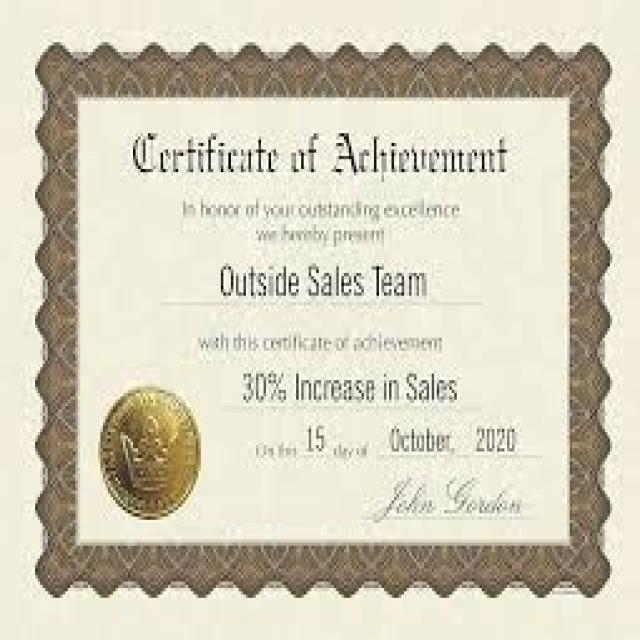 Certificate of Achievement
In honor of your outstanding excellence
we hereby present
Outside Sales Team
with this certificate of achievement
30% Increase in Sales
On this 15 day of October, 2020
John Gordon